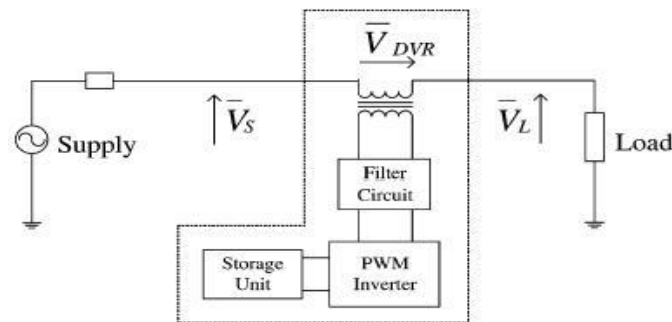 V̅ DVR
V̅S
V̅L
Supply
Load
Filter
Circuit
Storage
Unit
PWM
Inverter